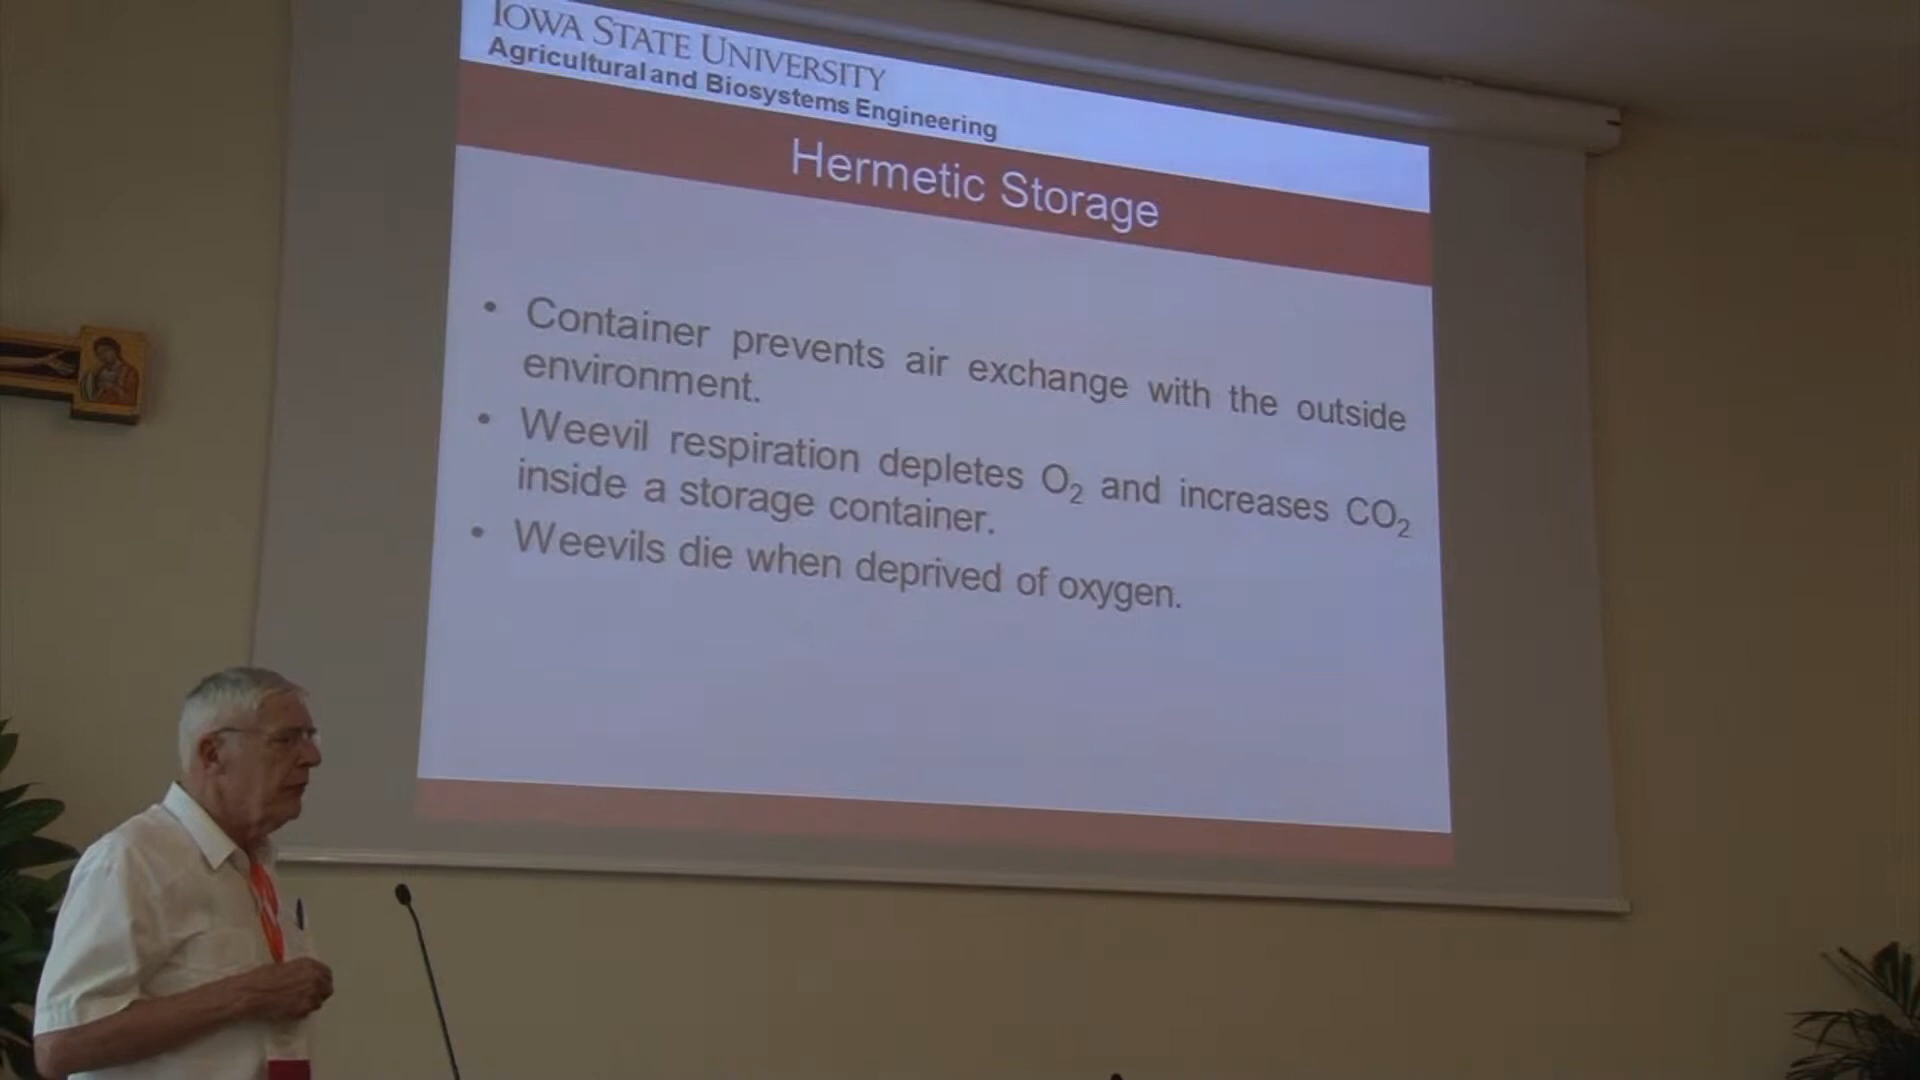 IOWA STATE UNIVERSITY
Agricultural and Biosystems Engineering
Hermetic Storage
• Container prevents air exchange with the outside
environment.
• Weevil respiration depletes O₂ and increases CO₂
inside a storage container.
• Weevils die when deprived of oxygen.